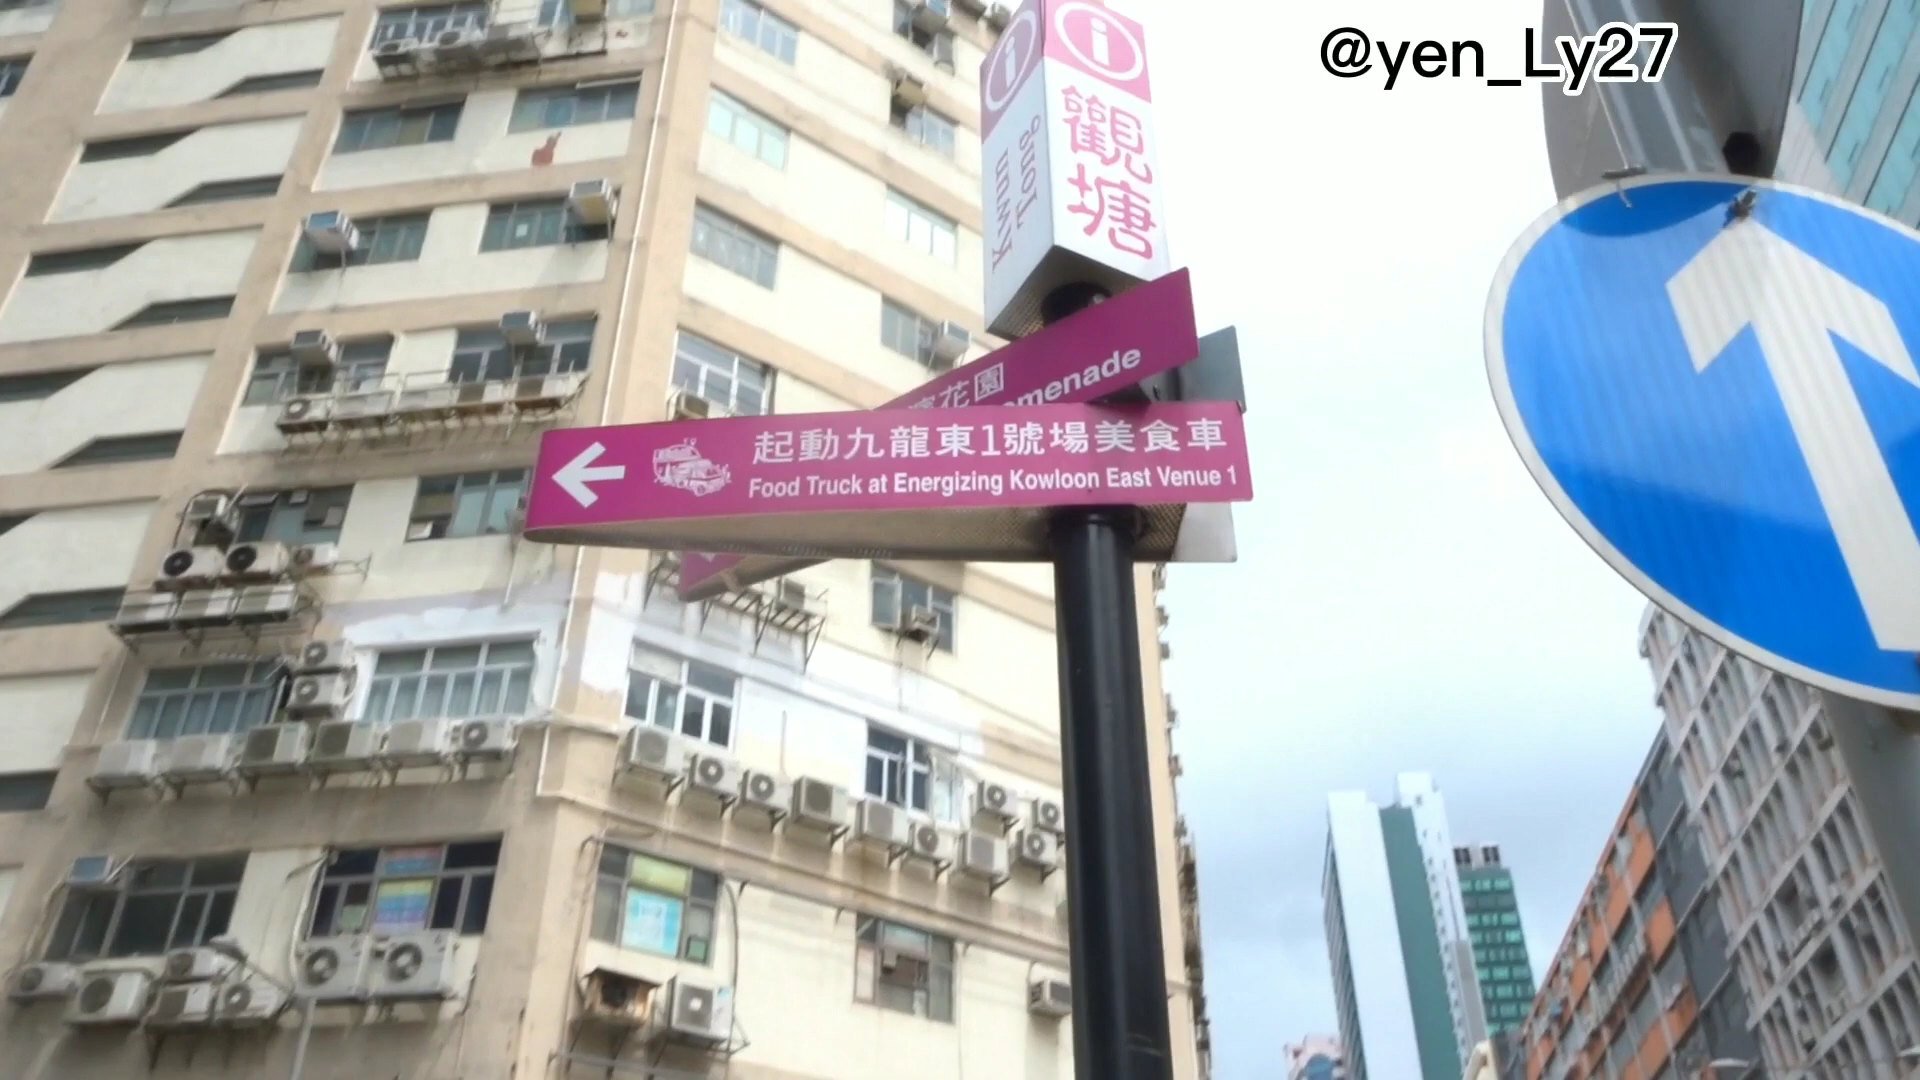 @yen_Ly27
i
i
觀塘
Kwun
Tong
花園
menade
起動九龍東1號場美食車
Food Truck at Energizing Kowloon East Venue 1